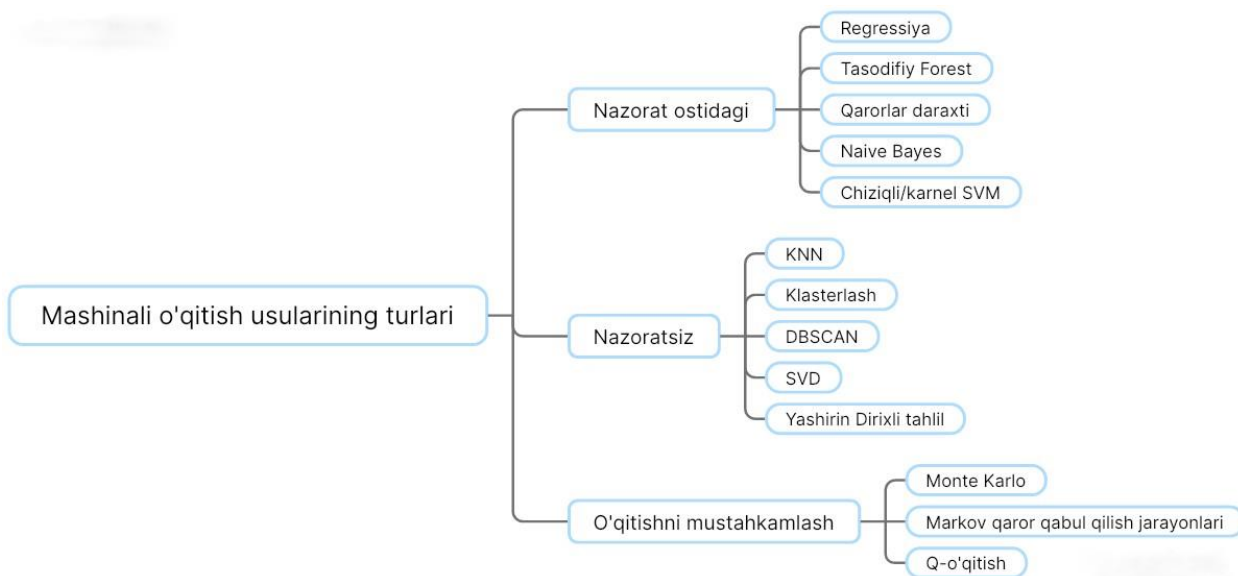 Mashinali o'qitish usularining turlari
Nazorat ostidagi
Regressiya
Tasodifiy Forest
Qarorlar daraxti
Naive Bayes
Chiziqli/karnel SVM
Nazoratsiz
KNN
Klasterlash
DBSCAN
SVD
Yashirin Dirixli tahlil
O'qitishni mustahkamlash
Monte Karlo
Markov qaror qabul qilish jarayonlari
Q-o'qitish